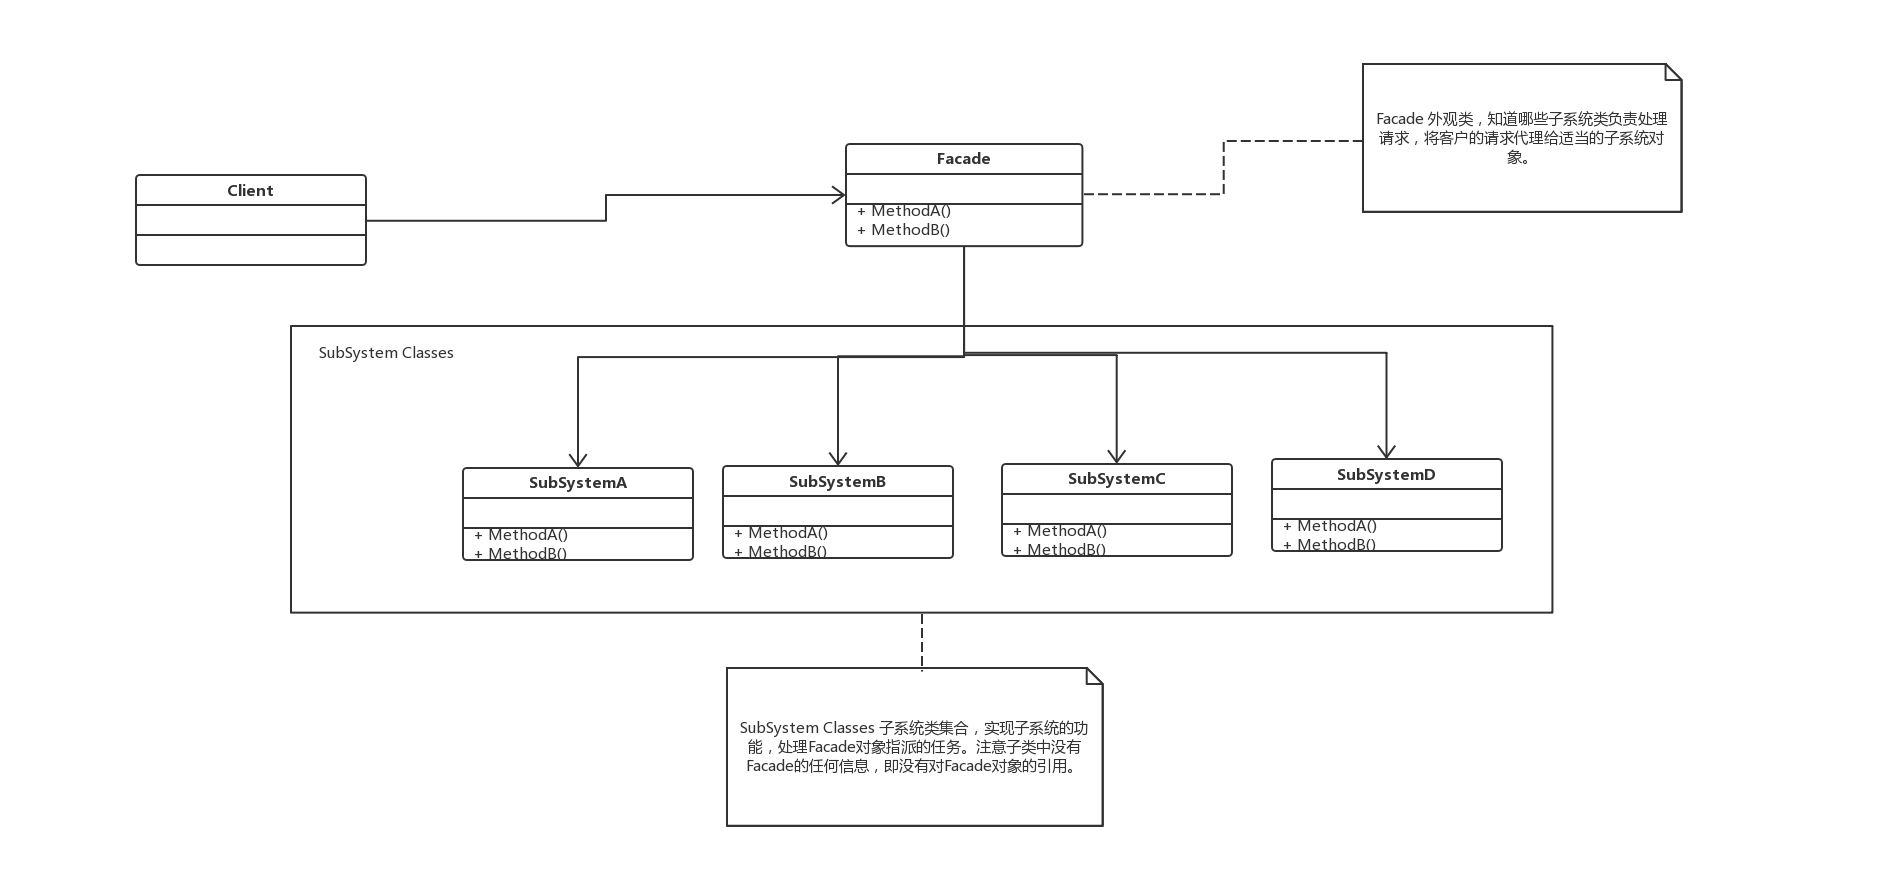 Facade 外观类，知道哪些子系统类负责处理
请求，将客户的请求代理给适当的子系统对
象。
Facade
+ MethodA()
+ MethodB()
Client
SubSystem Classes
SubSystemA
+ MethodA()
+ MethodB()
SubSystemB
+ MethodA()
+ MethodB()
SubSystemC
+ MethodA()
+ MethodB()
SubSystemD
+ MethodA()
+ MethodB()
SubSystem Classes 子系统类集合，实现子系统的功
能，处理Facade对象指派的任务。注意子类中没有
Facade的任何信息，即没有对Facade对象的引用。